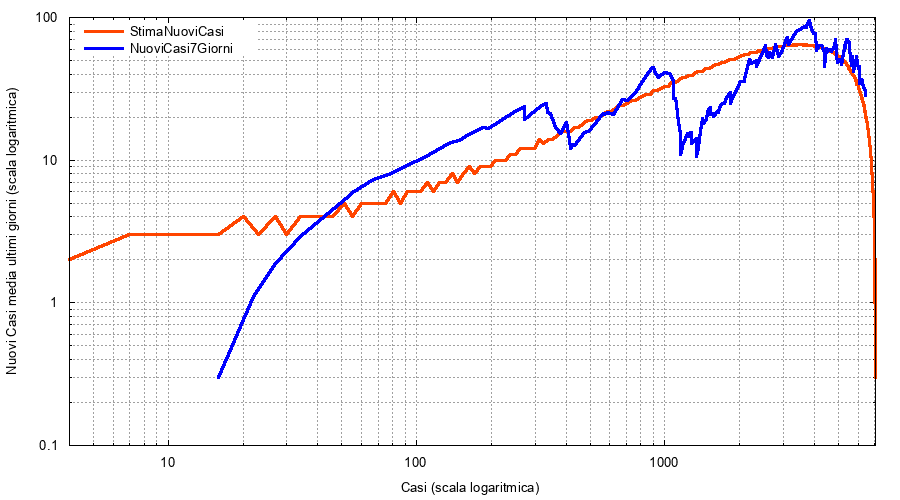 100
StimaNuoviCasi
NuoviCasi7Giorni
10
1
0.1
Nuovi Casi media ultimi giorni (scala logaritmica)
10
100
1000
Casi (scala logaritmica)